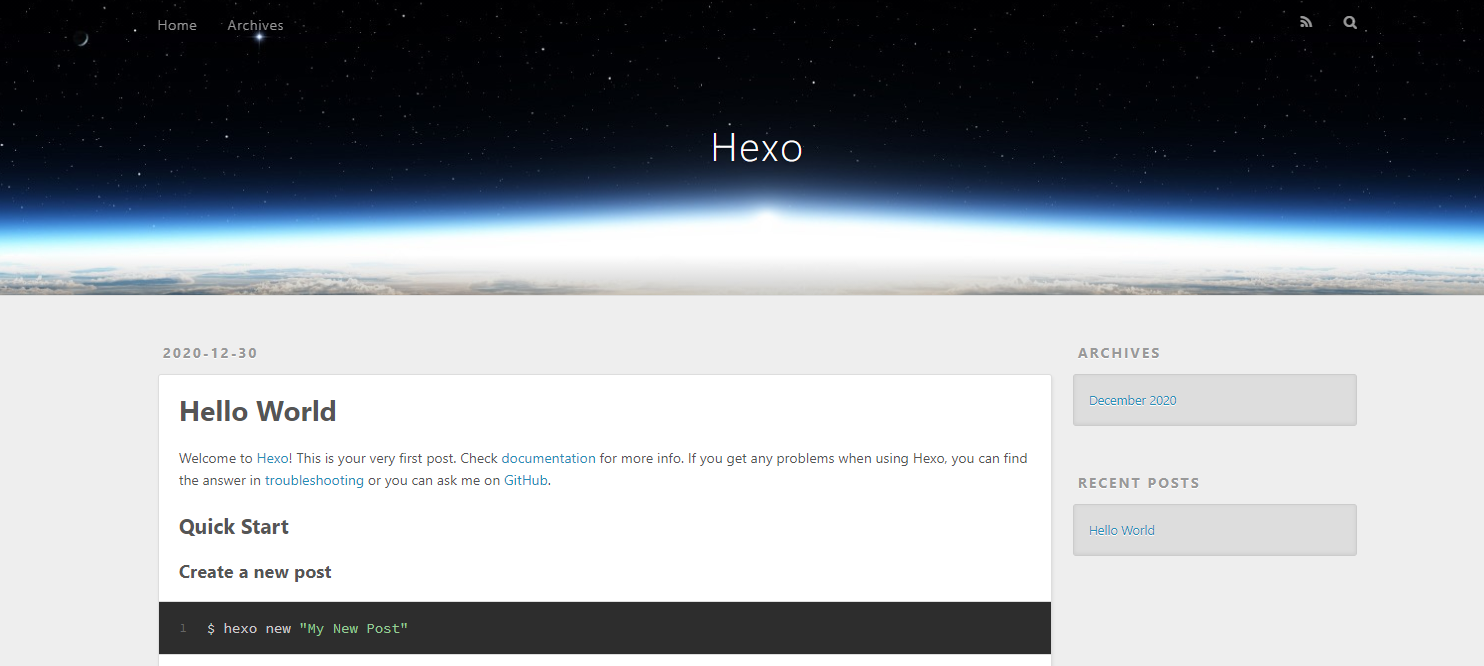 Home Archives
Hexo
2020-12-30
Hello World
Welcome to Hexo! This is your very first post. Check documentation for more info. If you get any problems when using Hexo, you can find
the answer in troubleshooting or you can ask me on GitHub.
Quick Start
Create a new post
1 $ hexo new "My New Post"
ARCHIVES
December 2020
RECENT POSTS
Hello World